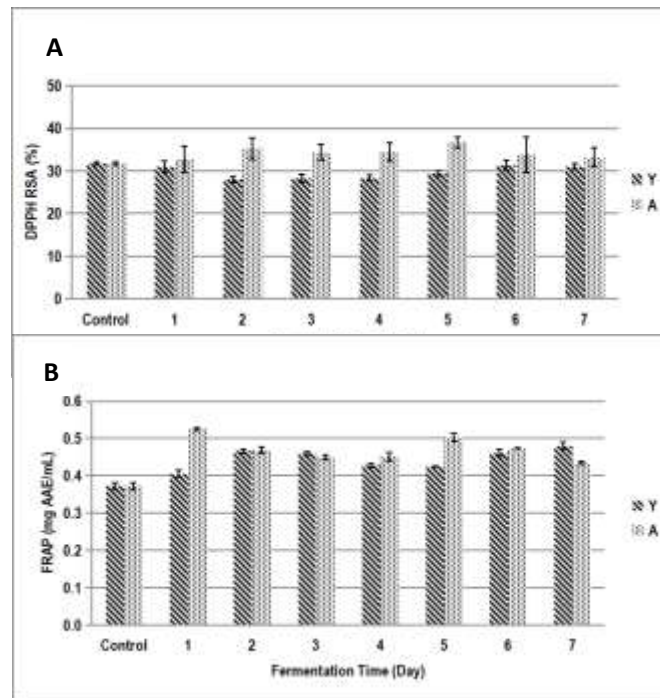 A
50
40
30
20
10
0
DPPH RSA (%)
Control 1 2 3 4 5 6 7
Y
A
B
0.6
0.5
0.4
0.3
0.2
0.1
0.0
FRAP (mg AAE/mL)
Control 1 2 3 4 5 6 7
Fermentation Time (Day)
Y
A